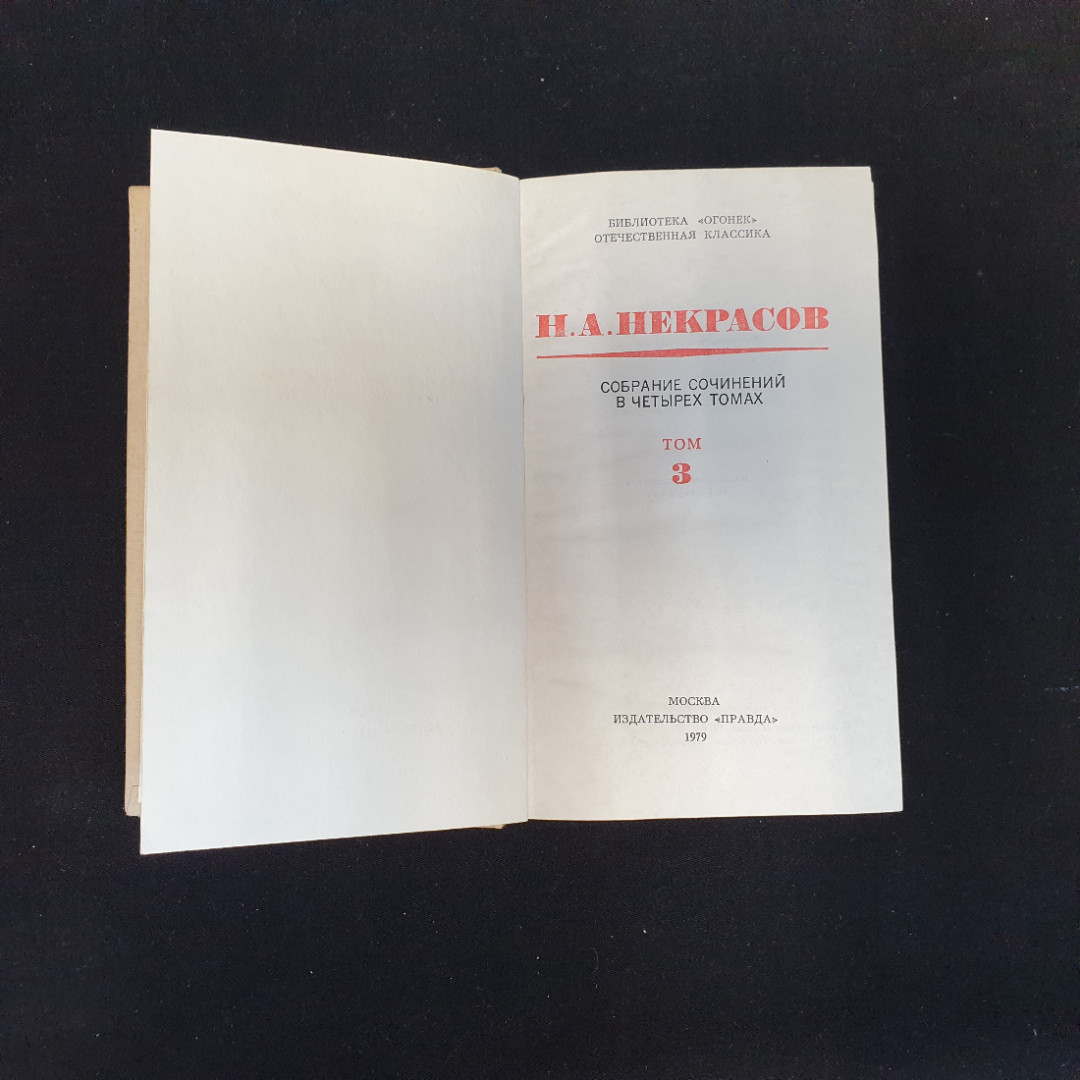 БИБЛИОТЕКА «ОГОНЕК»
ОТЕЧЕСТВЕННАЯ КЛАССИКА
Н.А.НЕКРАСОВ
СОБРАНИЕ СОЧИНЕНИЙ
В ЧЕТЫРЕХ ТОМАХ
ТОМ
3
МОСКВА
ИЗДАТЕЛЬСТВО «ПРАВДА»
1979